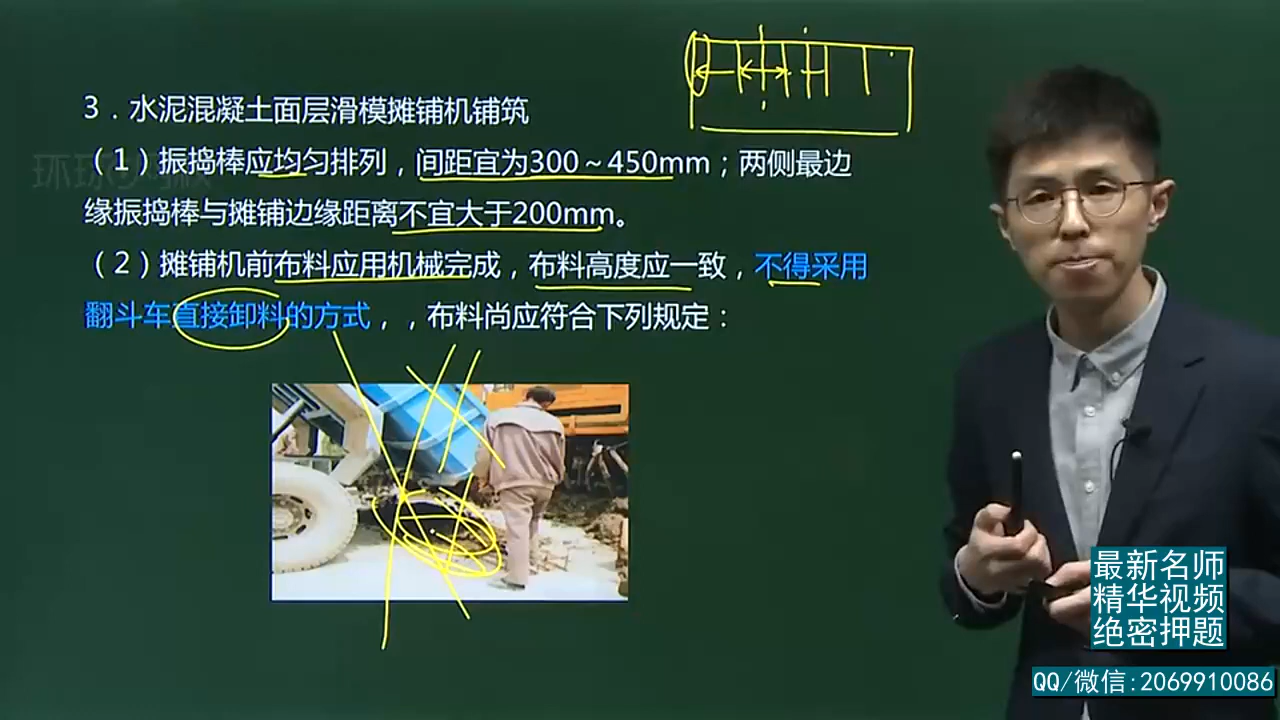 3．水泥混凝土面层滑模摊铺机铺筑
（1）振捣棒应均匀排列，间距宜为300～450mm；两侧最边
缘振捣棒与摊铺边缘距离不宜大于200mm。
（2）摊铺机前布料应用机械完成，布料高度应一致，不得采用
翻斗车直接卸料的方式，，布料尚应符合下列规定：
最新名师
精华视频
绝密押题
QQ/微信:2069910086